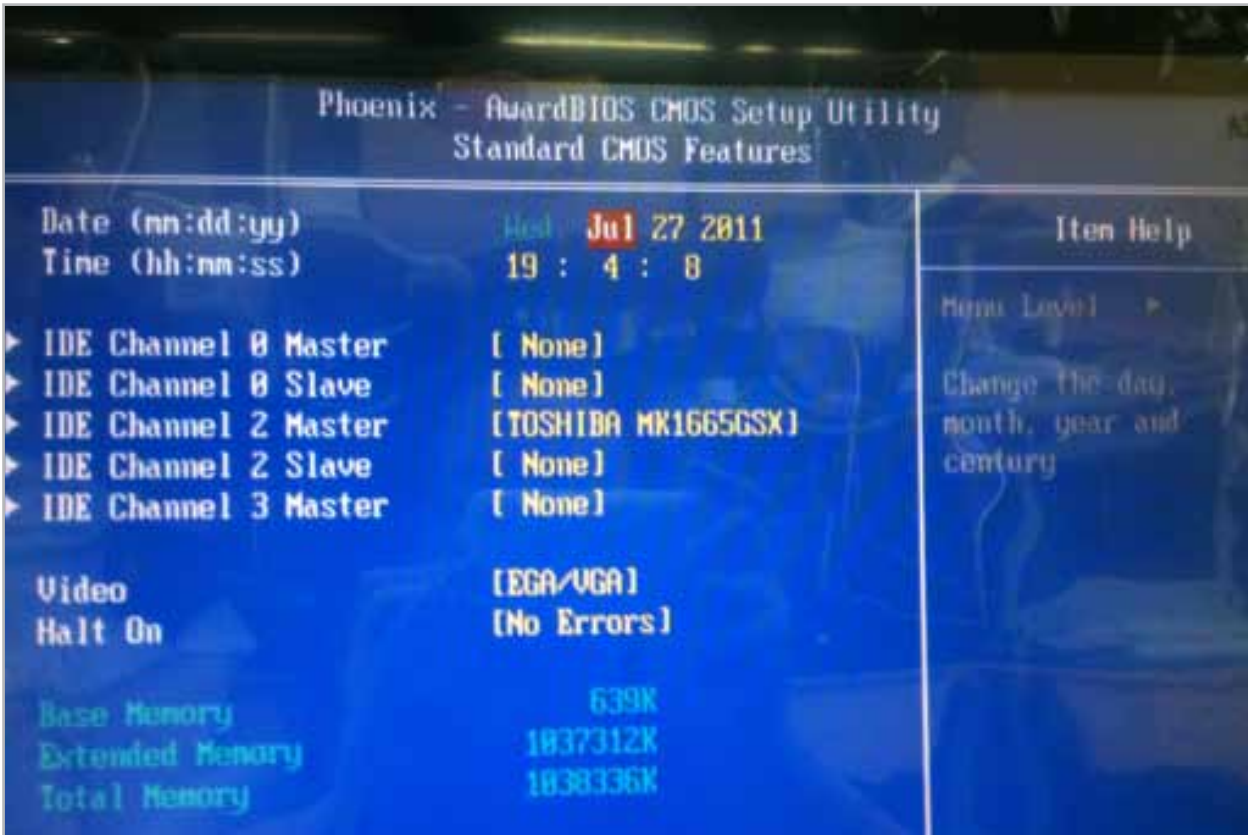 Phoenix - AwardBIOS CMOS Setup Utility
Standard CMOS Features
Date (mm:dd:yy) Wed Jul 27 2011
Time (hh:mm:ss) 19 : 4 : 8
IDE Channel 0 Master [ None]
IDE Channel 0 Slave [ None]
IDE Channel 2 Master [TOSHIBA MK1665GSX]
IDE Channel 2 Slave [ None]
IDE Channel 3 Master [ None]
Video [EGA/VGA]
Halt On [No Errors]
Base Memory 639K
Extended Memory 1037312K
Total Memory 1038336K
Item Help
Menu Level ►
Change the day,
month, year and
century